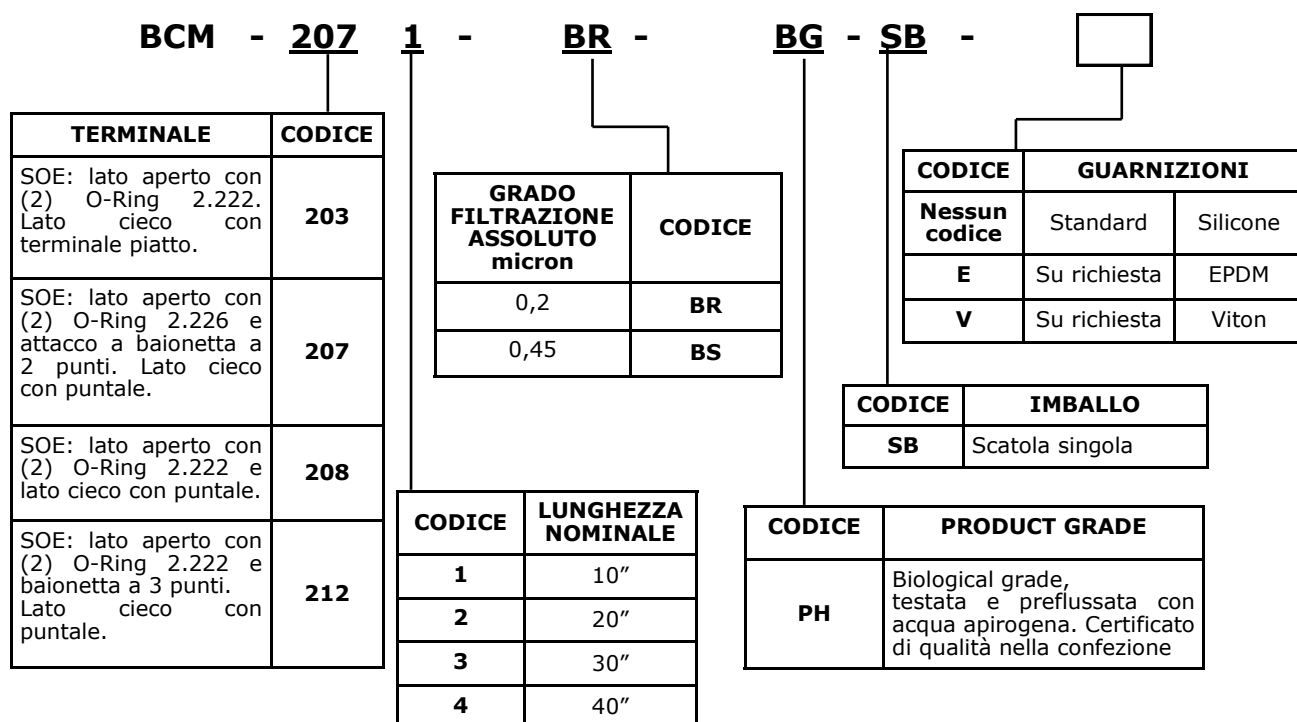 BCM - 207 1 - BR - BG - SB -
TERMINALE CODICE
SOE: lato aperto con
(2) O-Ring 2.222.
Lato cieco con
terminale piatto.
203
SOE: lato aperto con
(2) O-Ring 2.226 e
attacco a baionetta a
2 punti. Lato cieco
con puntale.
207
SOE: lato aperto con
(2) O-Ring 2.222 e
lato cieco con puntale.
208
SOE: lato aperto con
(2) O-Ring 2.222 e
baionetta a 3 punti.
Lato cieco con
puntale.
212
GRADO
FILTRAZIONE
ASSOLUTO
micron
CODICE
0,2 BR
0,45 BS
CODICE LUNGHEZZA
NOMINALE
1 10″
2 20″
3 30″
4 40″
CODICE GUARNIZIONI
Nessun
codice
Standard Silicone
E Su richiesta EPDM
V Su richiesta Viton
CODICE IMBALLO
SB Scatola singola
CODICE PRODUCT GRADE
PH
Biological grade,
testata e preflussata con
acqua apirogena. Certificato
di qualità nella confezione